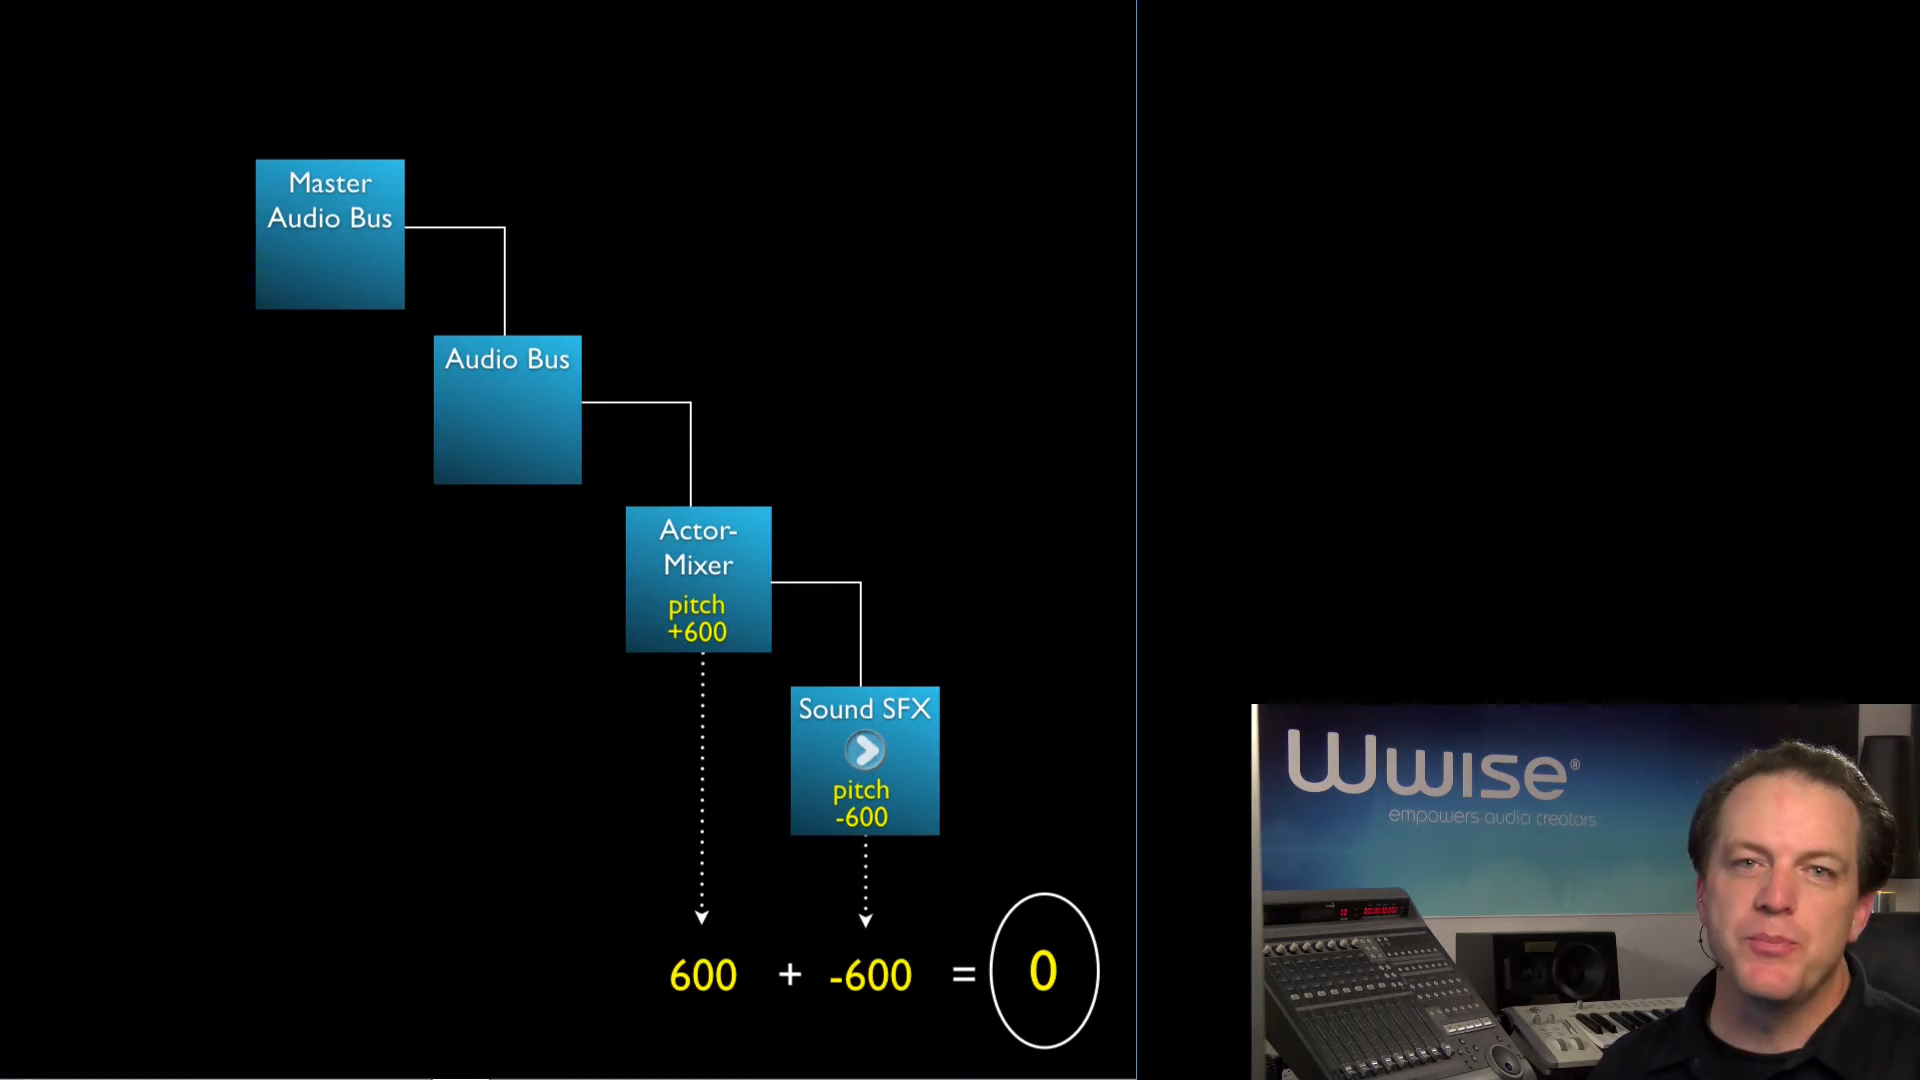 Master
Audio Bus
Audio Bus
Actor-
Mixer
pitch
+600
Sound SFX
pitch
-600
600 + -600 = 0
Wwise®
empowers audio creators